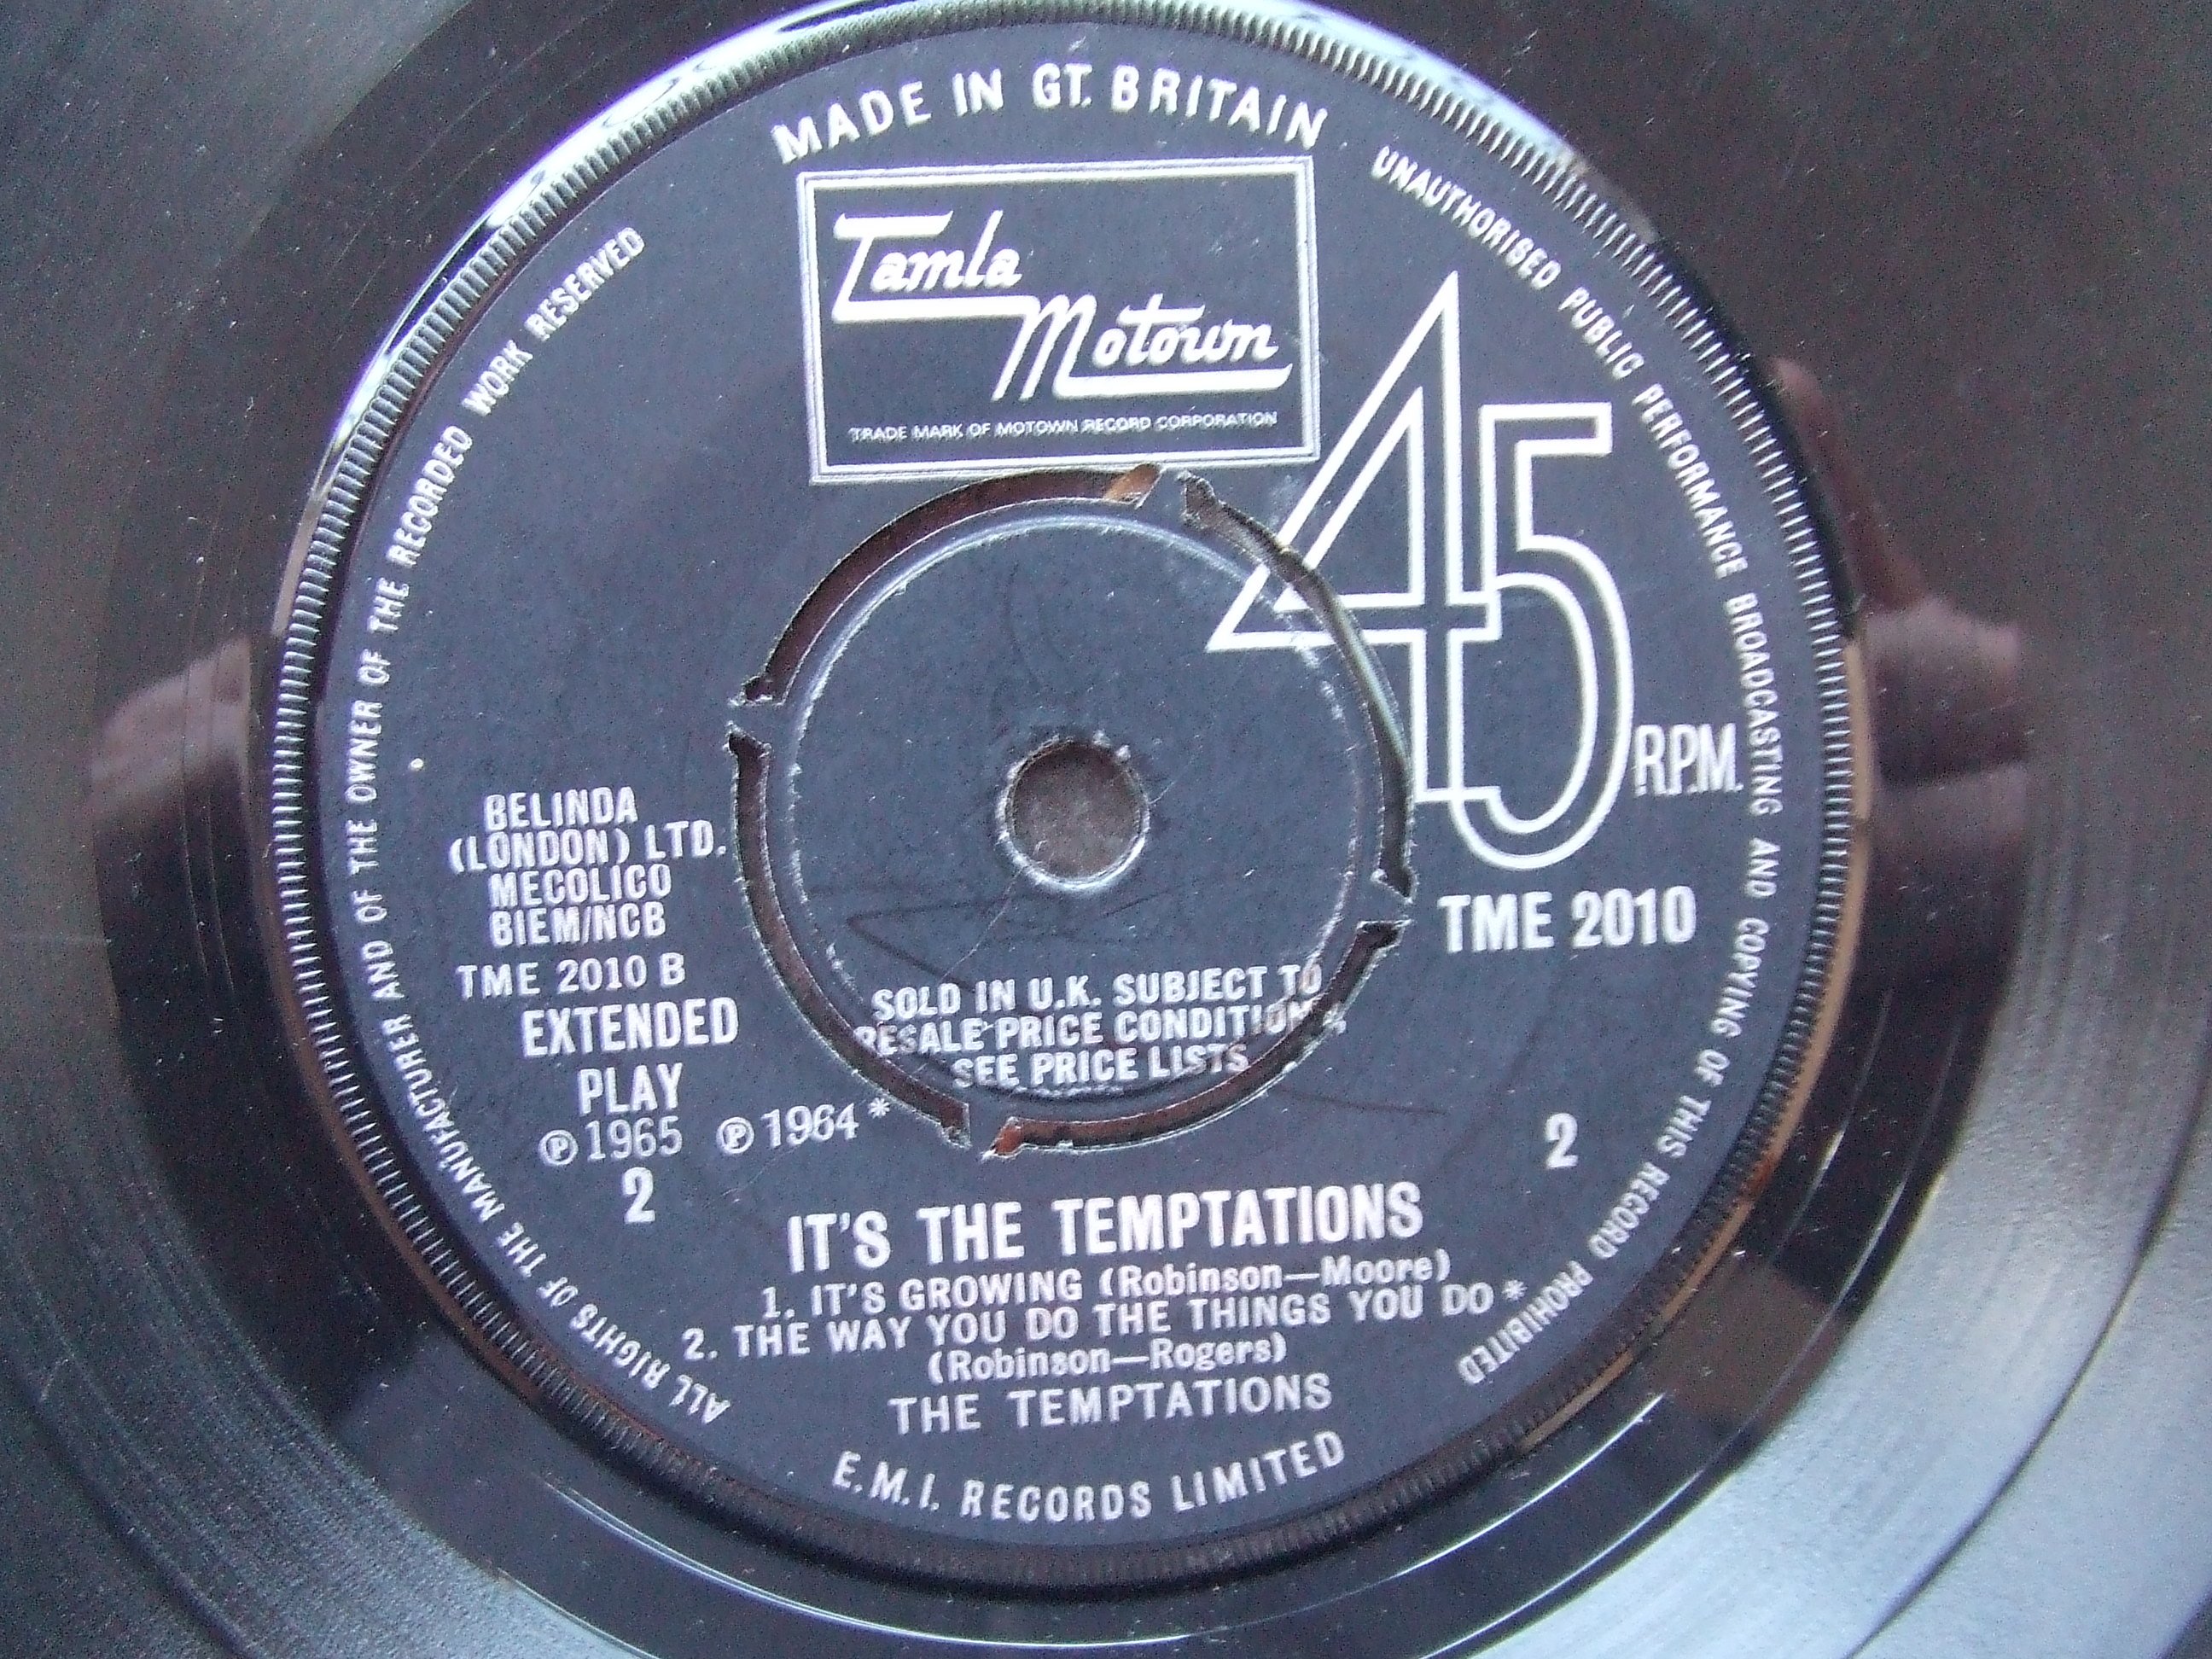 MADE IN GT. BRITAIN
Tamla
Motown
TRADE MARK OF MOTOWN RECORD CORPORATION
UNAUTHORISED PUBLIC PERFORMANCE BROADCASTING AND COPYING OF THIS RECORD PROHIBITED
ALL RIGHTS OF THE MANUFACTURER AND OF THE OWNER OF THE RECORDED WORK RESERVED
45 R.P.M.
BELINDA
(LONDON) LTD.
MECOLICO
BIEM/NCB
TME 2010 B
EXTENDED
PLAY
℗1965 ℗1964*
2
TME 2010
2
SOLD IN U.K. SUBJECT TO
RESALE PRICE CONDITIONS,
SEE PRICE LISTS
IT'S THE TEMPTATIONS
1. IT'S GROWING (Robinson—Moore)
2. THE WAY YOU DO THE THINGS YOU DO*
(Robinson—Rogers)
THE TEMPTATIONS
E.M.I. RECORDS LIMITED